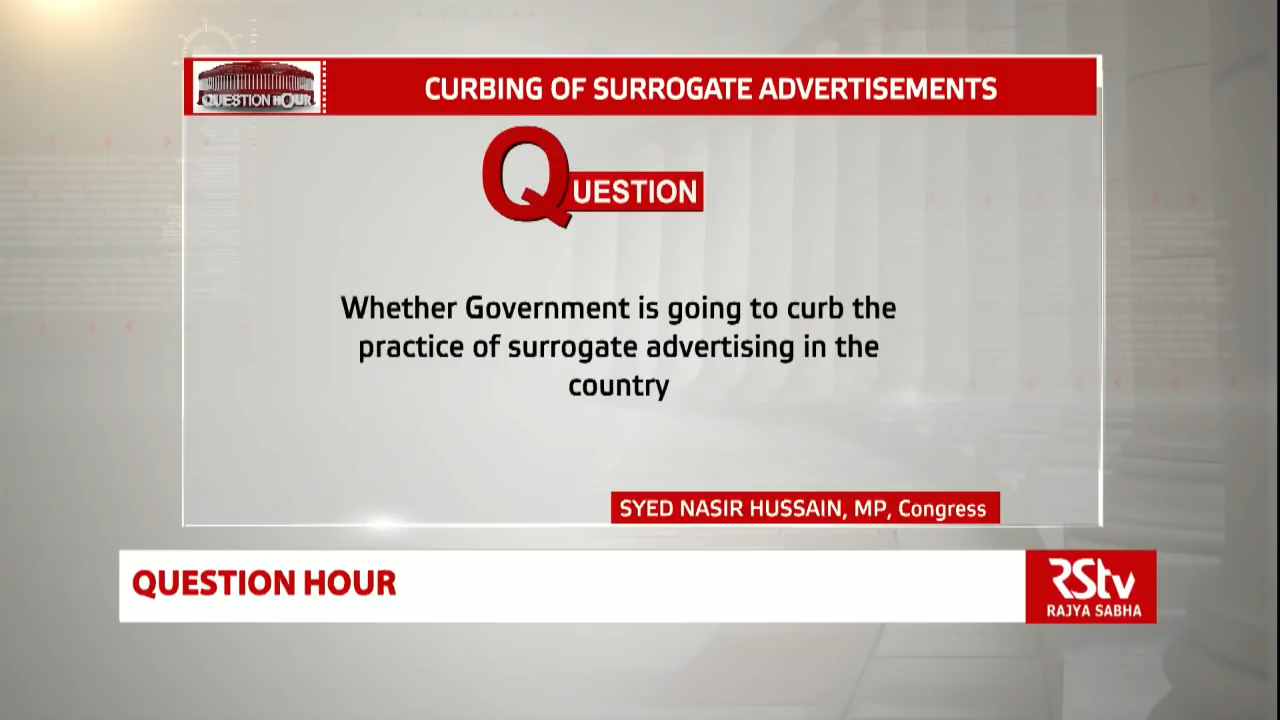 QUESTION HOUR
CURBING OF SURROGATE ADVERTISEMENTS
QUESTION
Whether Government is going to curb the
practice of surrogate advertising in the
country
SYED NASIR HUSSAIN, MP, Congress
QUESTION HOUR
RSTV
RAJYA SABHA